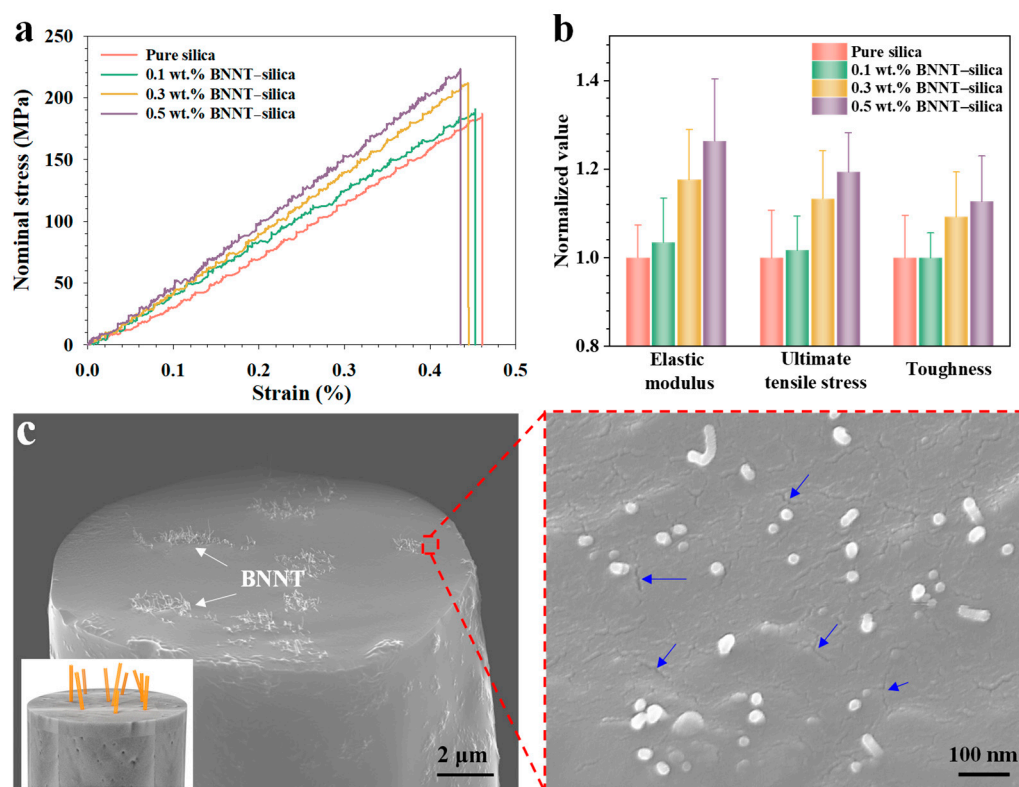 a
Nominal stress (MPa)
250
200
150
100
50
0
Pure silica
0.1 wt.% BNNT–silica
0.3 wt.% BNNT–silica
0.5 wt.% BNNT–silica
0.0 0.1 0.2 0.3 0.4 0.5
Strain (%)
b
Normalized value
1.4
1.2
1.0
0.8
Pure silica
0.1 wt.% BNNT–silica
0.3 wt.% BNNT–silica
0.5 wt.% BNNT–silica
Elastic
modulus
Ultimate
tensile stress
Toughness
c
BNNT
2 μm
100 nm